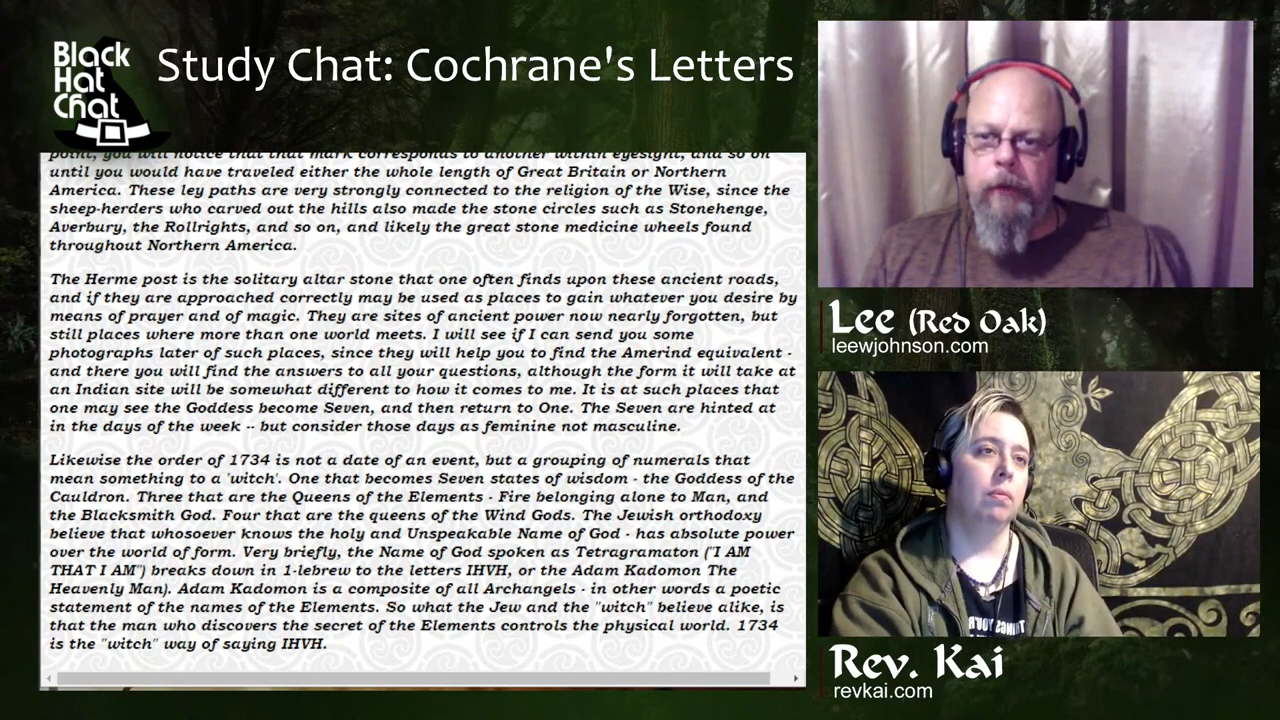 Black
Hat
Chat
Study Chat: Cochrane's Letters
point, you will notice that that mark corresponds to another within eyesight, and so on
until you would have traveled either the whole length of Great Britain or Northern
America. These ley paths are very strongly connected to the religion of the Wise, since the
sheep-herders who carved out the hills also made the stone circles such as Stonehenge,
Averbury, the Rollrights, and so on, and likely the great stone medicine wheels found
throughout Northern America.
The Herme post is the solitary altar stone that one often finds upon these ancient roads,
and if they are approached correctly may be used as places to gain whatever you desire by
means of prayer and of magic. They are sites of ancient power now nearly forgotten, but
still places where more than one world meets. I will see if I can send you some
photographs later of such places, since they will help you to find the Amerind equivalent -
and there you will find the answers to all your questions, although the form it will take at
an Indian site will be somewhat different to how it comes to me. It is at such places that
one may see the Goddess become Seven, and then return to One. The Seven are hinted at
in the days of the week -- but consider those days as feminine not masculine.
Likewise the order of 1734 is not a date of an event, but a grouping of numerals that
mean something to a 'witch'. One that becomes Seven states of wisdom - the Goddess of the
Cauldron. Three that are the Queens of the Elements - Fire belonging alone to Man, and
the Blacksmith God. Four that are the queens of the Wind Gods. The Jewish orthodoxy
believe that whosoever knows the holy and Unspeakable Name of God - has absolute power
over the world of form. Very briefly, the Name of God spoken as Tetragramaton ("I AM
THAT I AM") breaks down in 1-lebrew to the letters IHVH, or the Adam Kadomon The
Heavenly Man). Adam Kadomon is a composite of all Archangels - in other words a poetic
statement of the names of the Elements. So what the Jew and the "witch" believe alike, is
that the man who discovers the secret of the Elements controls the physical world. 1734
is the "witch" way of saying IHVH.
Lee (Red Oak)
leewjohnson.com
Rev. Kai
revkai.com